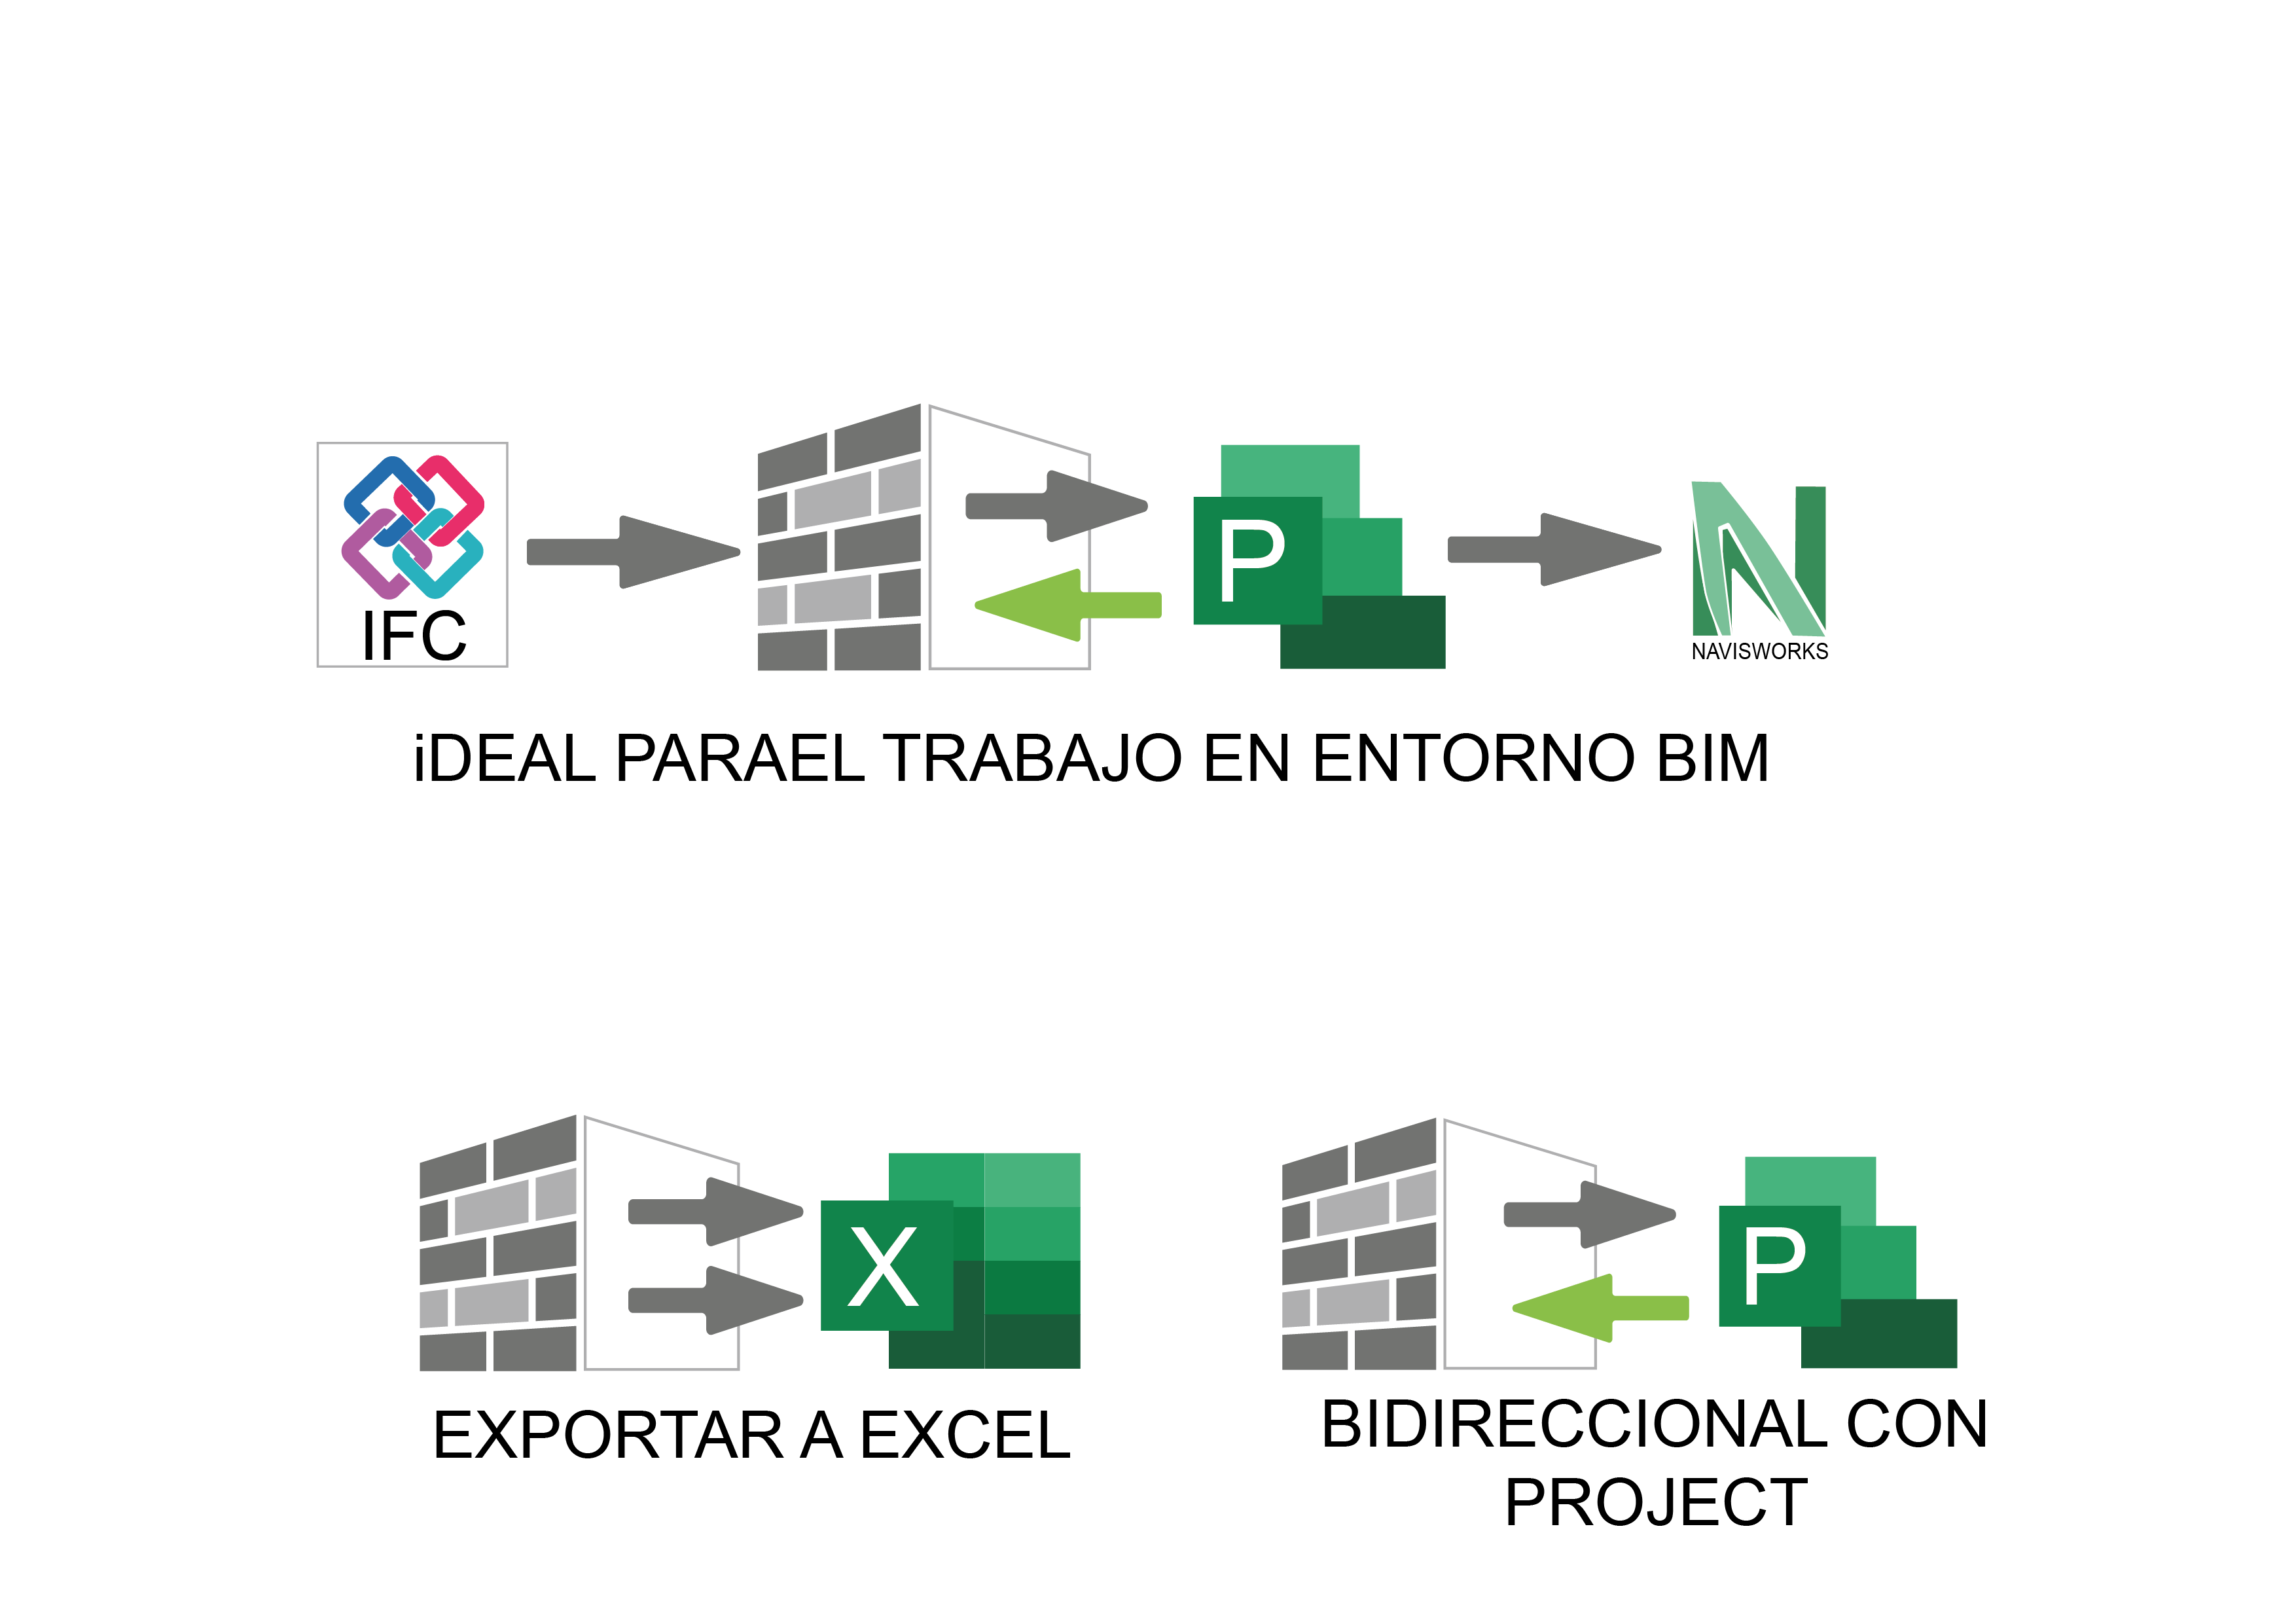 IFC
P
NAVISWORKS
iDEAL PARAEL TRABAJO EN ENTORNO BIM
X
P
EXPORTAR A EXCEL
BIDIRECCIONAL CON
PROJECT